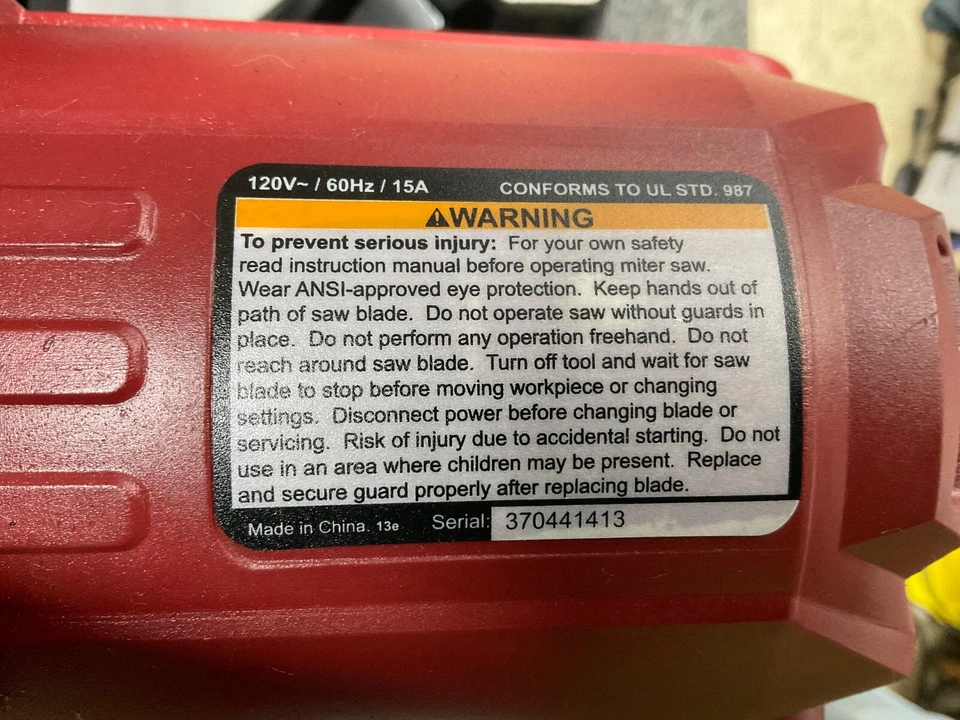 120V~ / 60Hz / 15A CONFORMS TO UL STD. 987
⚠WARNING
To prevent serious injury: For your own safety
read instruction manual before operating miter saw.
Wear ANSI-approved eye protection. Keep hands out of
path of saw blade. Do not operate saw without guards in
place. Do not perform any operation freehand. Do not
reach around saw blade. Turn off tool and wait for saw
blade to stop before moving workpiece or changing
settings. Disconnect power before changing blade or
servicing. Risk of injury due to accidental starting. Do not
use in an area where children may be present. Replace
and secure guard properly after replacing blade.
Made in China. 13e Serial: 370441413